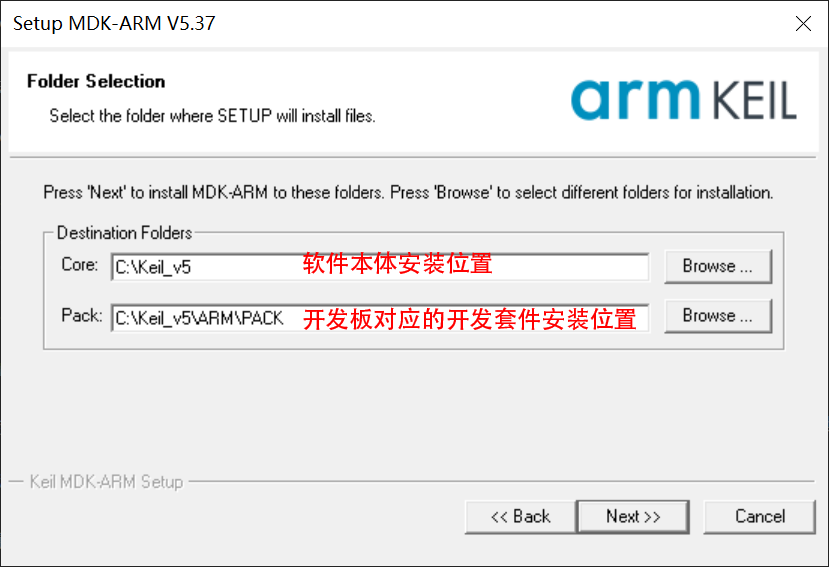 Setup MDK-ARM V5.37
Folder Selection
Select the folder where SETUP will install files.
arm KEIL
Press 'Next' to install MDK-ARM to these folders. Press 'Browse' to select different folders for installation.
Destination Folders
Core: C:\Keil_v5 软件本体安装位置 Browse ...
Pack: C:\Keil_v5\ARM\PACK 开发板对应的开发套件安装位置 Browse ...
Keil MDK-ARM Setup
<< Back Next >> Cancel